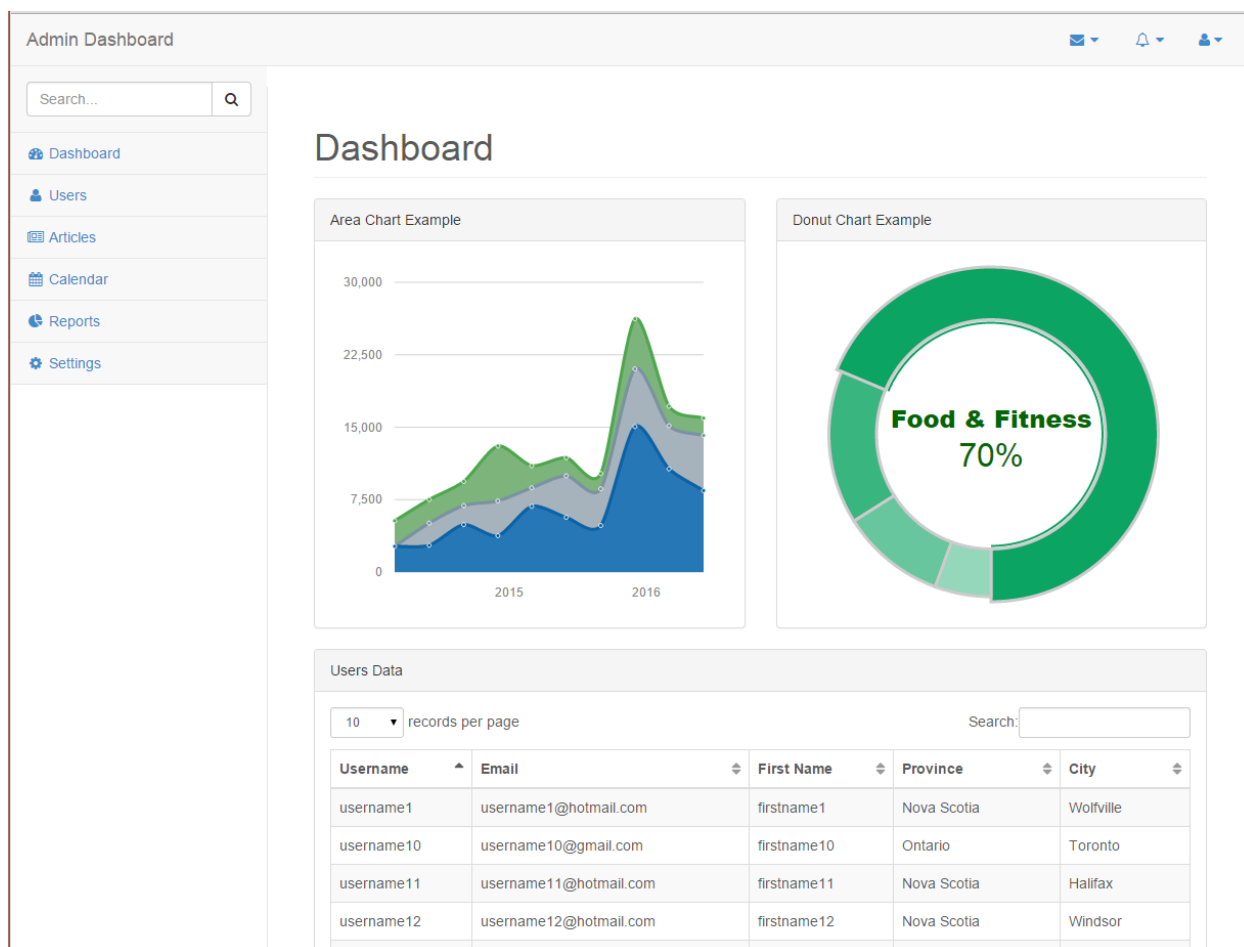 Admin Dashboard
Search...
Dashboard
Users
Articles
Calendar
Reports
Settings
Dashboard
Area Chart Example
30,000
22,500
15,000
7,500
0
2015 2016
Donut Chart Example
Food & Fitness
70%
Users Data
10 records per page Search:
Username Email First Name Province City
username1 username1@hotmail.com firstname1 Nova Scotia Wolfville
username10 username10@gmail.com firstname10 Ontario Toronto
username11 username11@hotmail.com firstname11 Nova Scotia Halifax
username12 username12@hotmail.com firstname12 Nova Scotia Windsor